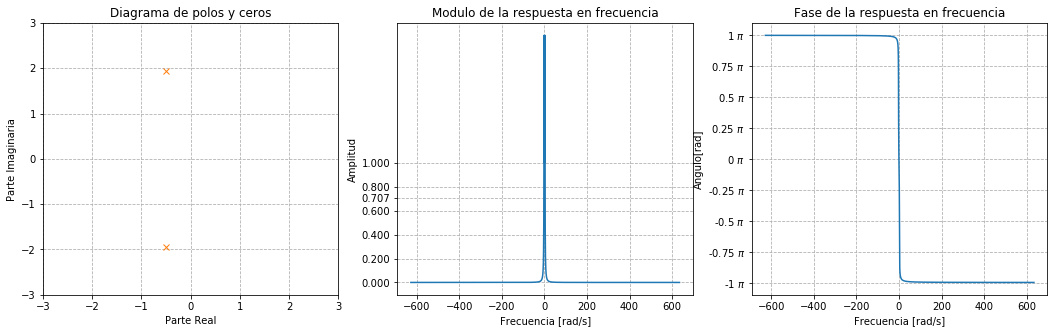 Diagrama de polos y ceros
3
2
1
0
−1
−2
−3
−3
−2
−1
0
1
2
3
Parte Imaginaria
Parte Real
Modulo de la respuesta en frecuencia
1.000
0.800
0.707
0.600
0.400
0.200
0.000
−600
−400
−200
0
200
400
600
Amplitud
Frecuencia [rad/s]
Fase de la respuesta en frecuencia
1 π
0.75 π
0.5 π
0.25 π
0 π
-0.25 π
-0.5 π
-0.75 π
-1 π
−600
−400
−200
0
200
400
600
Angulo[rad]
Frecuencia [rad/s]